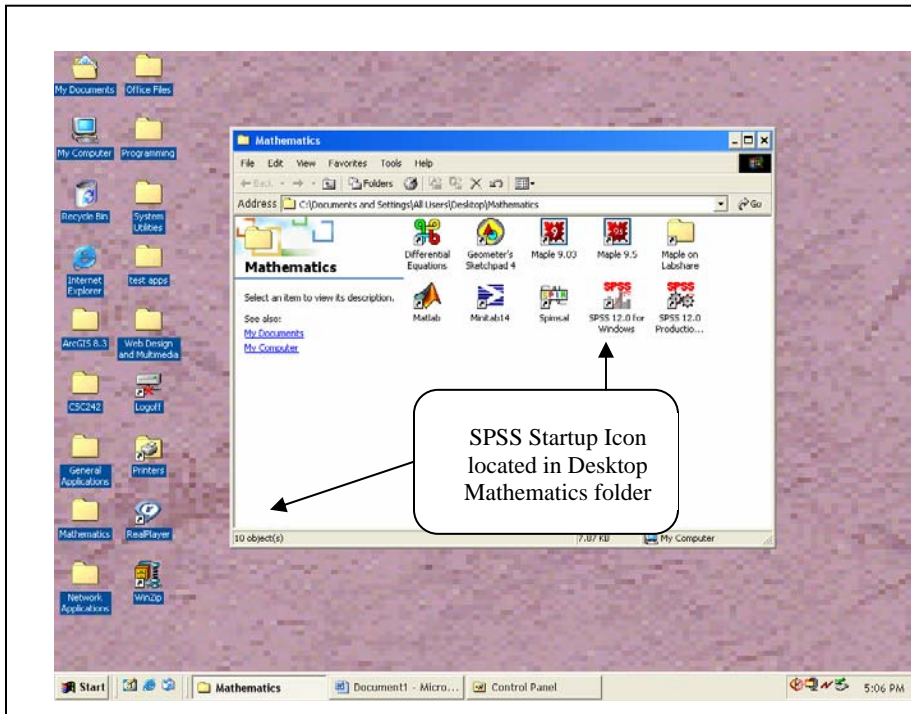 My Documents
Office Files
My Computer
Programming
Recycle Bin
System
Utilities
Internet
Explorer
test apps
ArcGIS 8.3
Web Design
and Multimedia
CSC242
Logoff
General
Applications
Printers
Mathematics
RealPlayer
Network
Applications
WinZip
Mathematics
File Edit View Favorites Tools Help
Back Folders
Address C:\Documents and Settings\All Users\Desktop\Mathematics Go
Mathematics
Select an item to view its description.
See also:
My Documents
My Computer
Differential
Equations
Geometer's
Sketchpad 4
Maple 9.03
Maple 9.5
Maple on
Labshare
Matlab
Minitab14
SPSS
SPSS 12.0 for
Windows
SPSS
SPSS 12.0
Productio...
SPSS Startup Icon
located in Desktop
Mathematics folder
10 object(s) 7.87 KB My Computer
Start Mathematics Document1 - Micro... Control Panel 5:06 PM